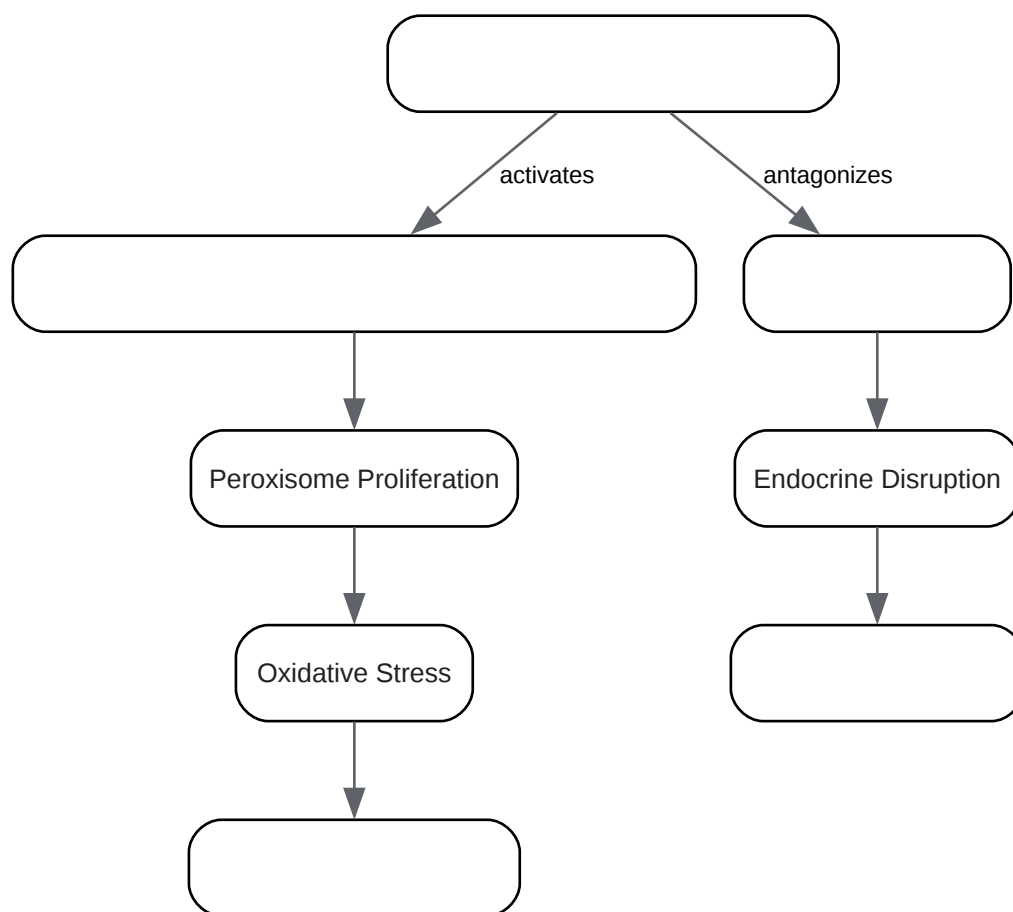 activates
antagonizes
Peroxisome Proliferation
Endocrine Disruption
Oxidative Stress